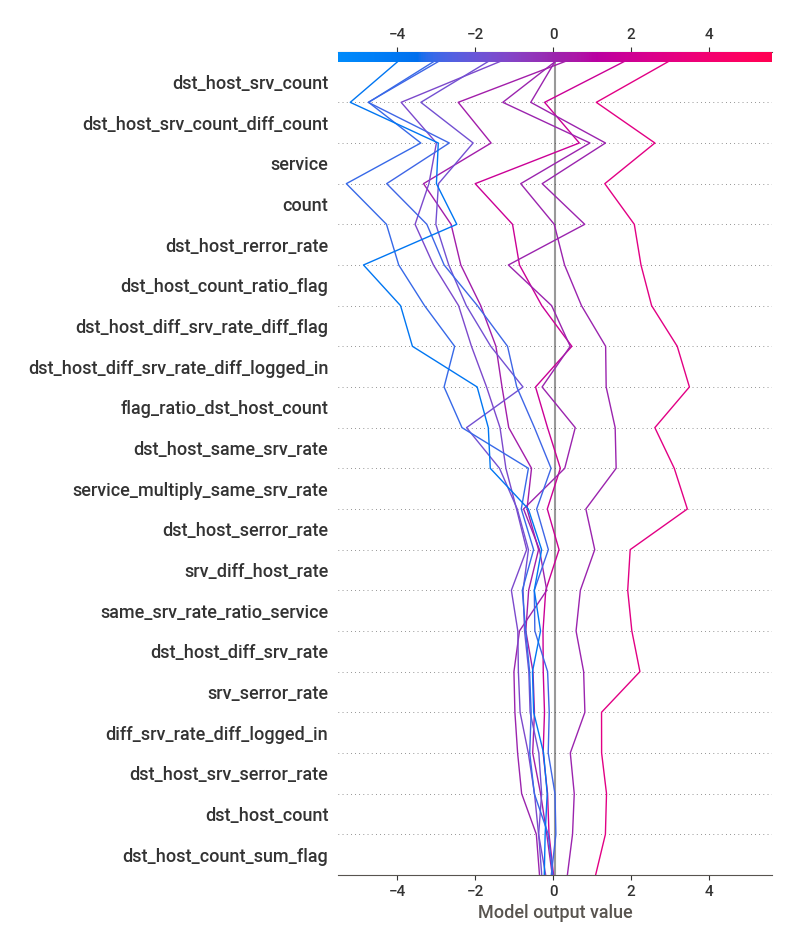 −4 −2 0 2 4
dst_host_srv_count
dst_host_srv_count_diff_count
service
count
dst_host_rerror_rate
dst_host_count_ratio_flag
dst_host_diff_srv_rate_diff_flag
dst_host_diff_srv_rate_diff_logged_in
flag_ratio_dst_host_count
dst_host_same_srv_rate
service_multiply_same_srv_rate
dst_host_serror_rate
srv_diff_host_rate
same_srv_rate_ratio_service
dst_host_diff_srv_rate
srv_serror_rate
diff_srv_rate_diff_logged_in
dst_host_srv_serror_rate
dst_host_count
dst_host_count_sum_flag
−4 −2 0 2 4
Model output value